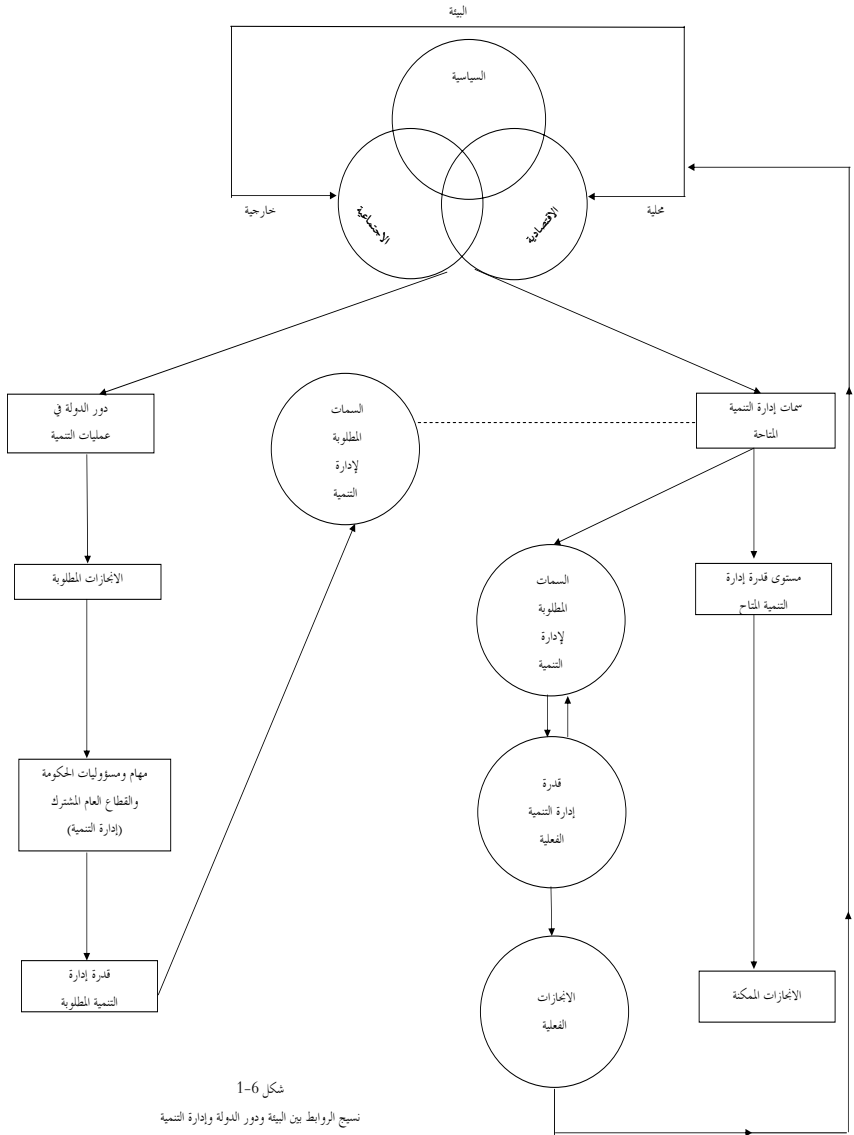 البيئة
السياسية
الاقتصادية
الاجتماعية
محلية
خارجية
سمات إدارة التنمية
المتاحة
السمات
المطلوبة
لإدارة
التنمية
دور الدولة في
عمليات التنمية
مستوى قدرة إدارة
التنمية المتاح
السمات
المطلوبة
لإدارة
التنمية
الانجازات المطلوبة
قدرة
إدارة التنمية
الفعلية
مهام ومسؤوليات الحكومة
والقطاع العام المشترك
(إدارة التنمية)
الانجازات الممكنة
الانجازات
الفعلية
قدرة إدارة
التنمية المطلوبة
شكل 6-1
نسيج الروابط بين البيئة ودور الدولة وإدارة التنمية